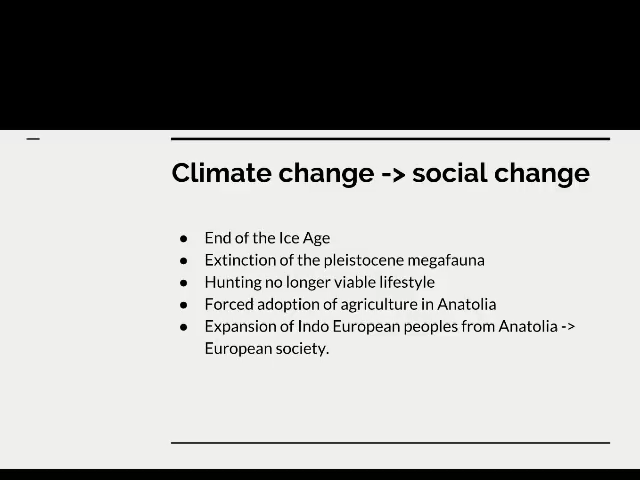 Climate change -> social change
● End of the Ice Age
● Extinction of the pleistocene megafauna
● Hunting no longer viable lifestyle
● Forced adoption of agriculture in Anatolia
● Expansion of Indo European peoples from Anatolia ->
European society.